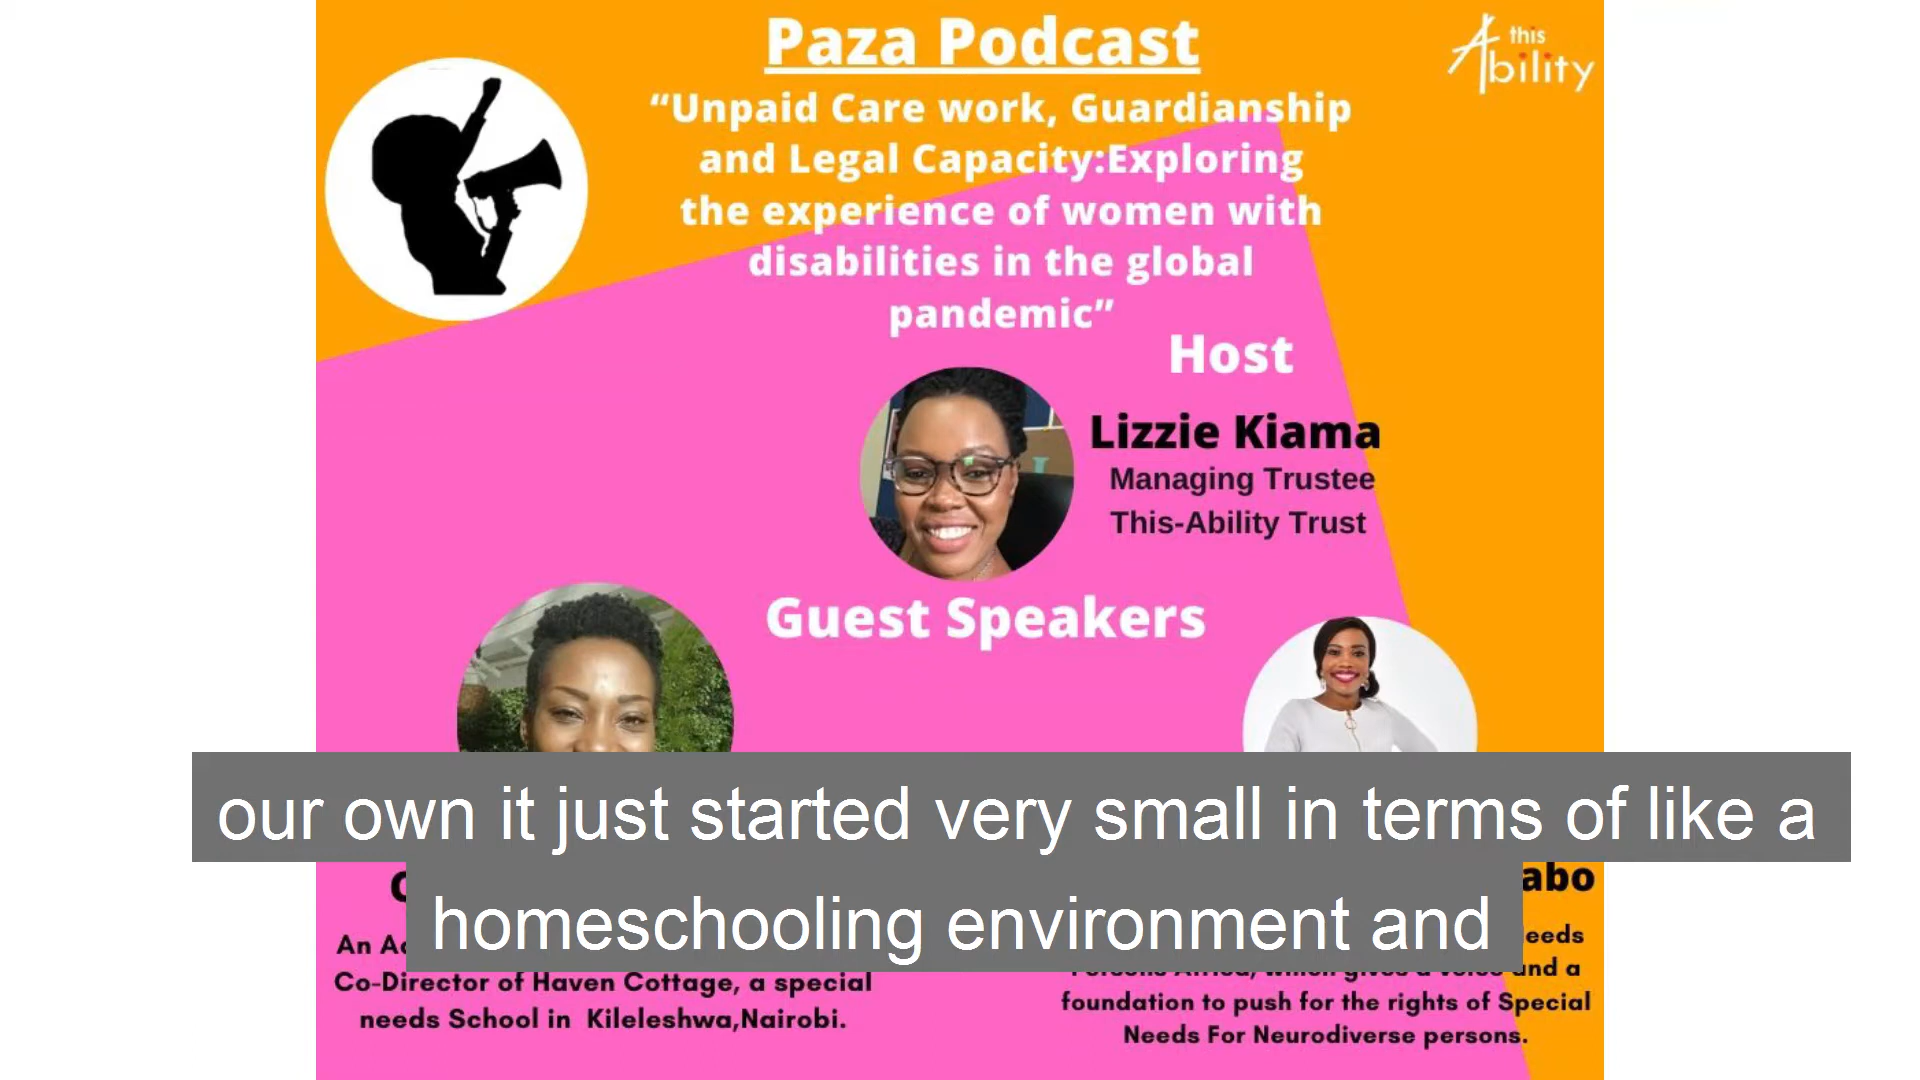 Paza Podcast
this
Ability
“Unpaid Care work, Guardianship
and Legal Capacity:Exploring
the experience of women with
disabilities in the global
pandemic”
Host
Lizzie Kiama
Managing Trustee
This-Ability Trust
Guest Speakers
our own it just started very small in terms of like a
homeschooling environment and
An
Co-Director of Haven Cottage, a special
needs School in Kileleshwa,Nairobi.
abo
leeds
and a
foundation to push for the rights of Special
Needs For Neurodiverse persons.